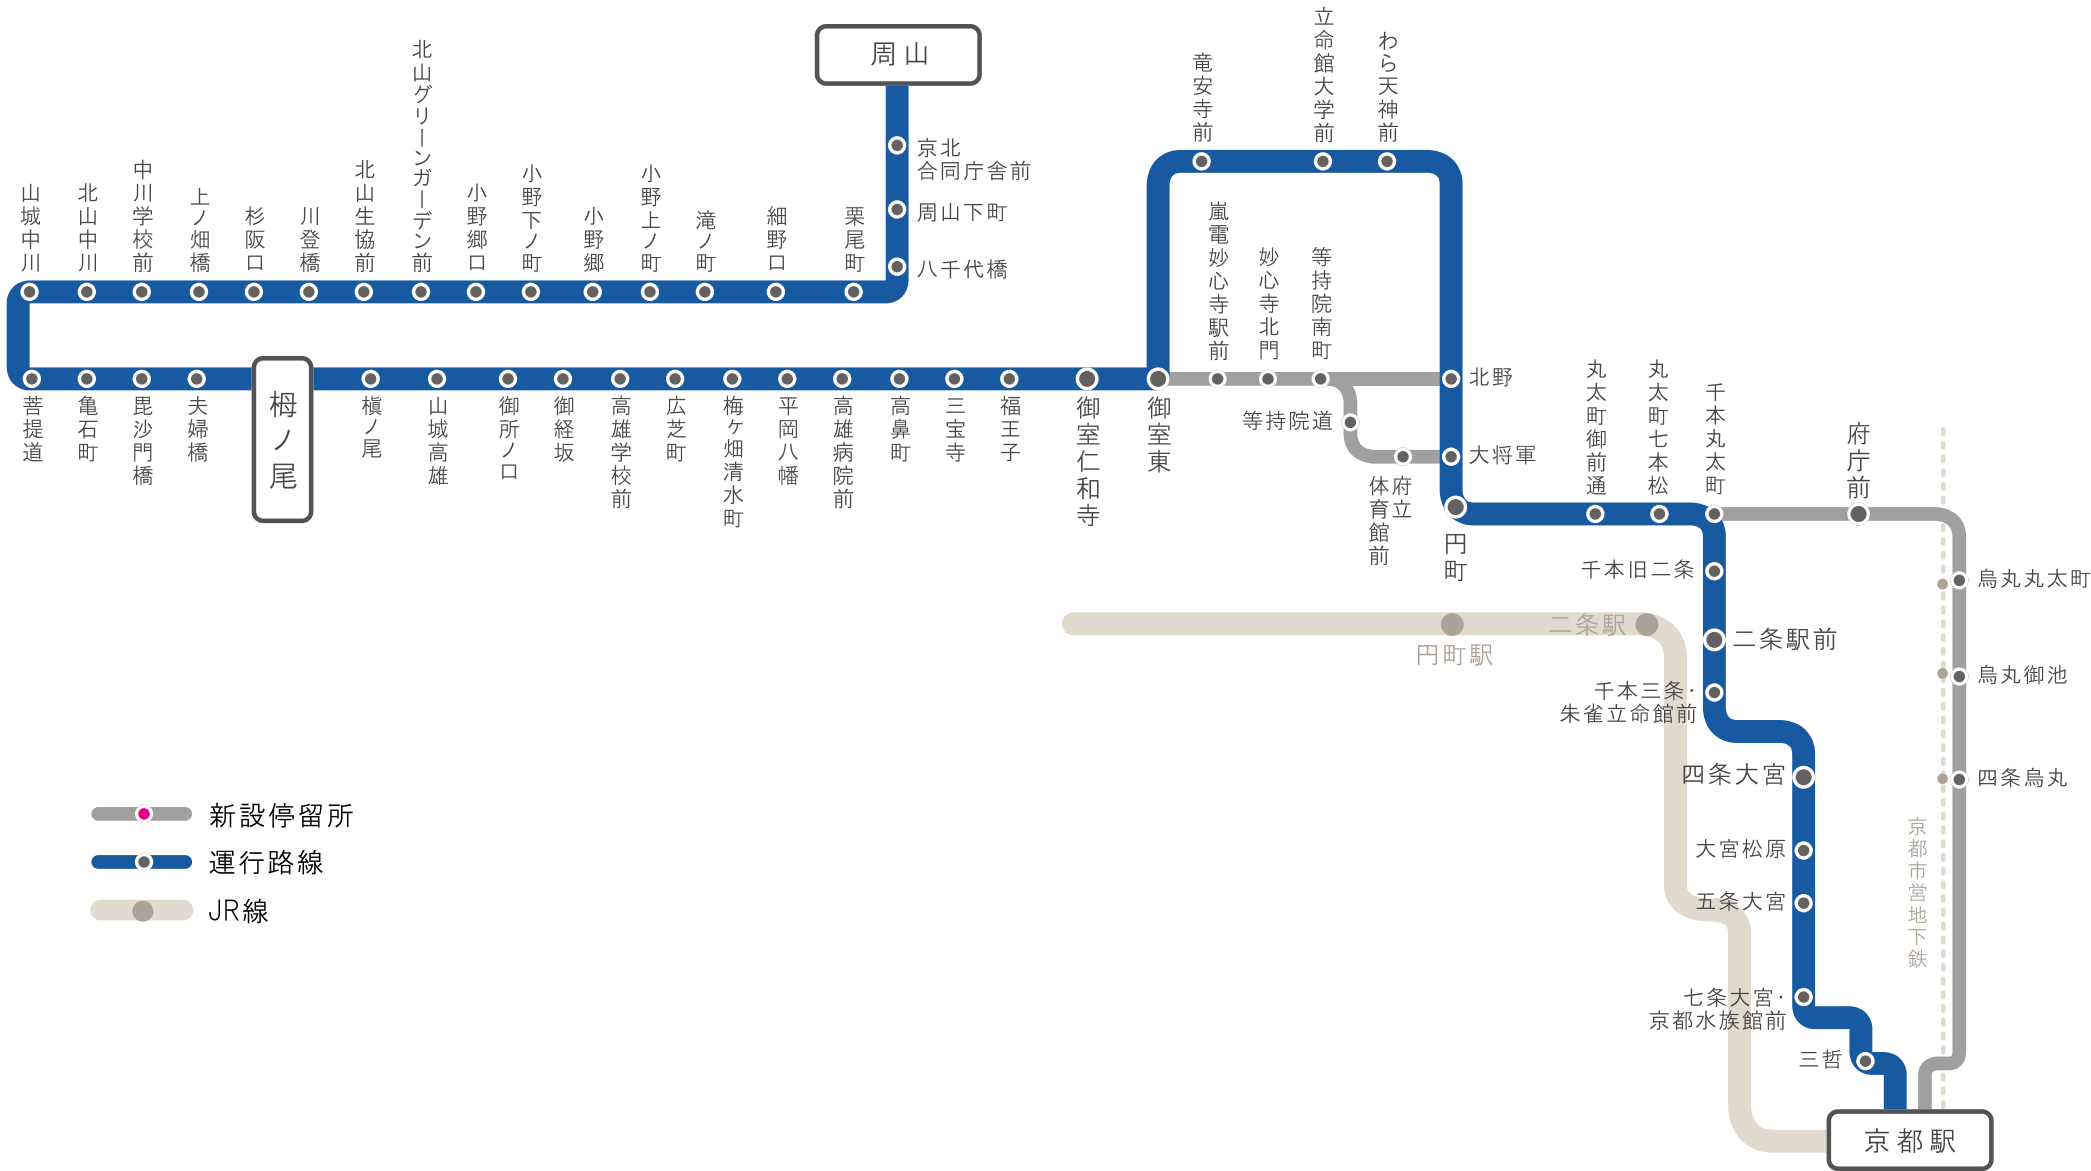 周山
京北
合同庁舎前
周山下町
八千代橋
山城中川
北山中川
中川学校前
上ノ畑橋
杉阪口
川登橋
北山生協前
北山グリーンガーデン前
小野郷口
小野下ノ町
小野郷
小野上ノ町
滝ノ町
細野口
栗尾町
菩提道
亀石町
毘沙門橋
夫婦橋
栂ノ尾
槇ノ尾
山城高雄
御所ノ口
御経坂
高雄学校前
広芝町
梅ヶ畑清水町
平岡八幡
高雄病院前
高鼻町
三宝寺
福王子
御室仁和寺
御室東
竜安寺前
立命館大学前
わら天神前
嵐電妙心寺駅前
妙心寺北門
等持院南町
等持院道
府立
体育館前
北野
大将軍
円町
丸太町御前通
丸太町七本松
千本丸太町
府庁前
千本旧二条
二条駅前
二条駅
円町駅
千本三条・
朱雀立命館前
四条大宮
大宮松原
五条大宮
七条大宮・
京都水族館前
三哲
烏丸丸太町
烏丸御池
四条烏丸
京都市営地下鉄
京都駅
新設停留所
運行路線
JR線